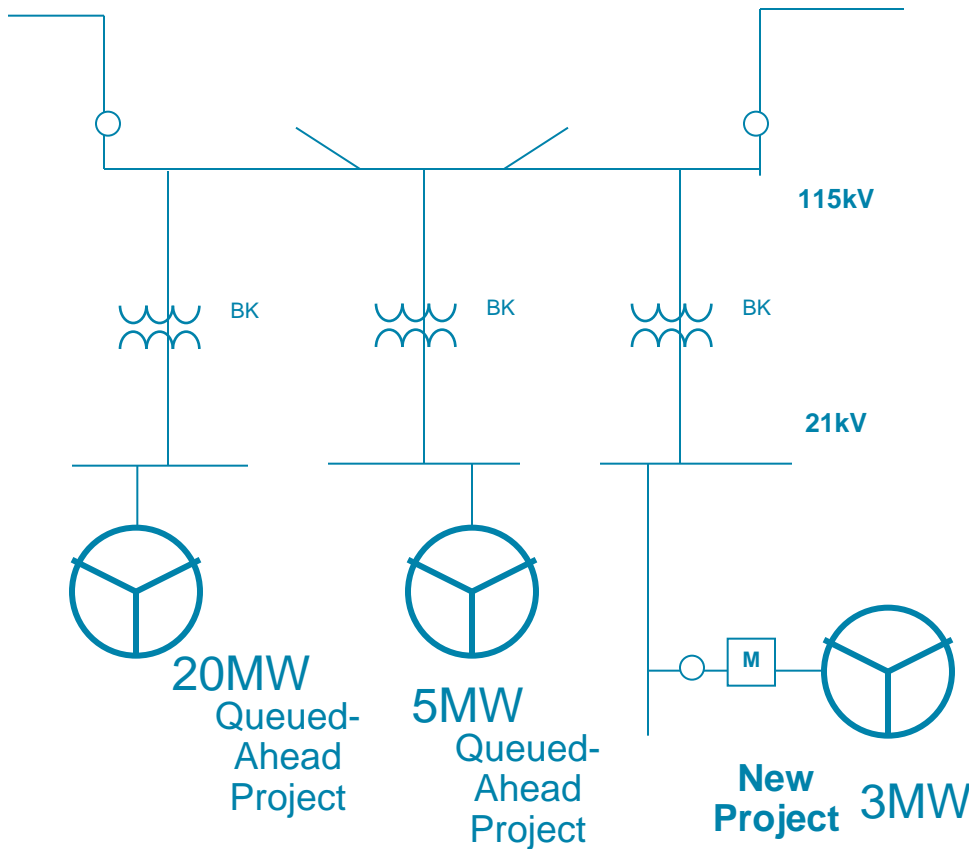 115kV
BK
BK
BK
21kV
20MW
Queued-
Ahead
Project
5MW
Queued-
Ahead
Project
M
New
Project
3MW